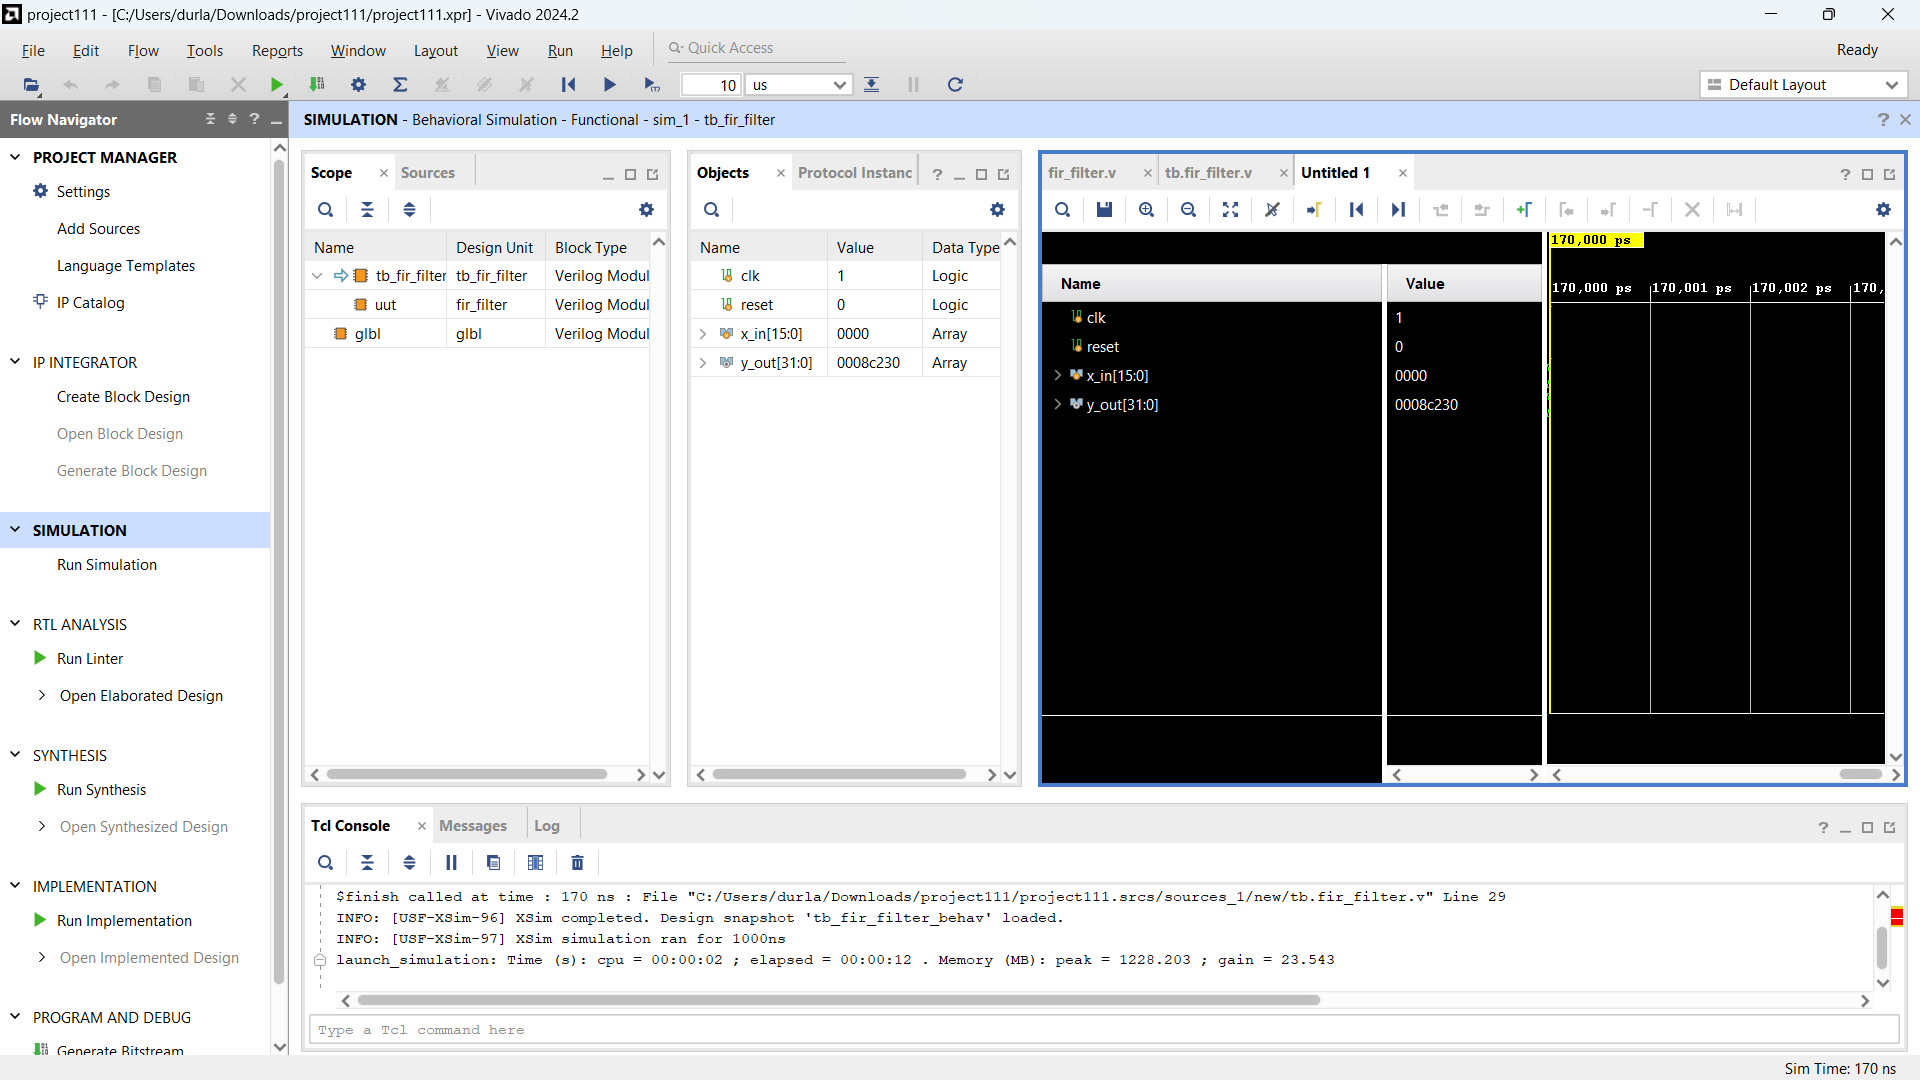 project111 - [C:/Users/durla/Downloads/project111/project111.xpr] - Vivado 2024.2
File Edit Flow Tools Reports Window Layout View Run Help Quick Access Ready
10 us Default Layout
Flow Navigator
SIMULATION - Behavioral Simulation - Functional - sim_1 - tb_fir_filter
PROJECT MANAGER
Settings
Add Sources
Language Templates
IP Catalog
IP INTEGRATOR
Create Block Design
Open Block Design
Generate Block Design
SIMULATION
Run Simulation
RTL ANALYSIS
Run Linter
Open Elaborated Design
SYNTHESIS
Run Synthesis
Open Synthesized Design
IMPLEMENTATION
Run Implementation
Open Implemented Design
PROGRAM AND DEBUG
Generate Bitstream
Scope Sources
Name Design Unit Block Type
tb_fir_filter tb_fir_filter Verilog Modul
uut fir_filter Verilog Modul
glbl glbl Verilog Modul
Objects Protocol Instanc
Name Value Data Type
clk 1 Logic
reset 0 Logic
x_in[15:0] 0000 Array
y_out[31:0] 0008c230 Array
fir_filter.v tb.fir_filter.v Untitled 1
170,000 ps
Name Value 170,000 ps 170,001 ps 170,002 ps 170,
clk 1
reset 0
x_in[15:0] 0000
y_out[31:0] 0008c230
Tcl Console Messages Log
$finish called at time : 170 ns : File "C:/Users/durla/Downloads/project111/project111.srcs/sources_1/new/tb.fir_filter.v" Line 29
INFO: [USF-XSim-96] XSim completed. Design snapshot 'tb_fir_filter_behav' loaded.
INFO: [USF-XSim-97] XSim simulation ran for 1000ns
launch_simulation: Time (s): cpu = 00:00:02 ; elapsed = 00:00:12 . Memory (MB): peak = 1228.203 ; gain = 23.543
Type a Tcl command here
Sim Time: 170 ns